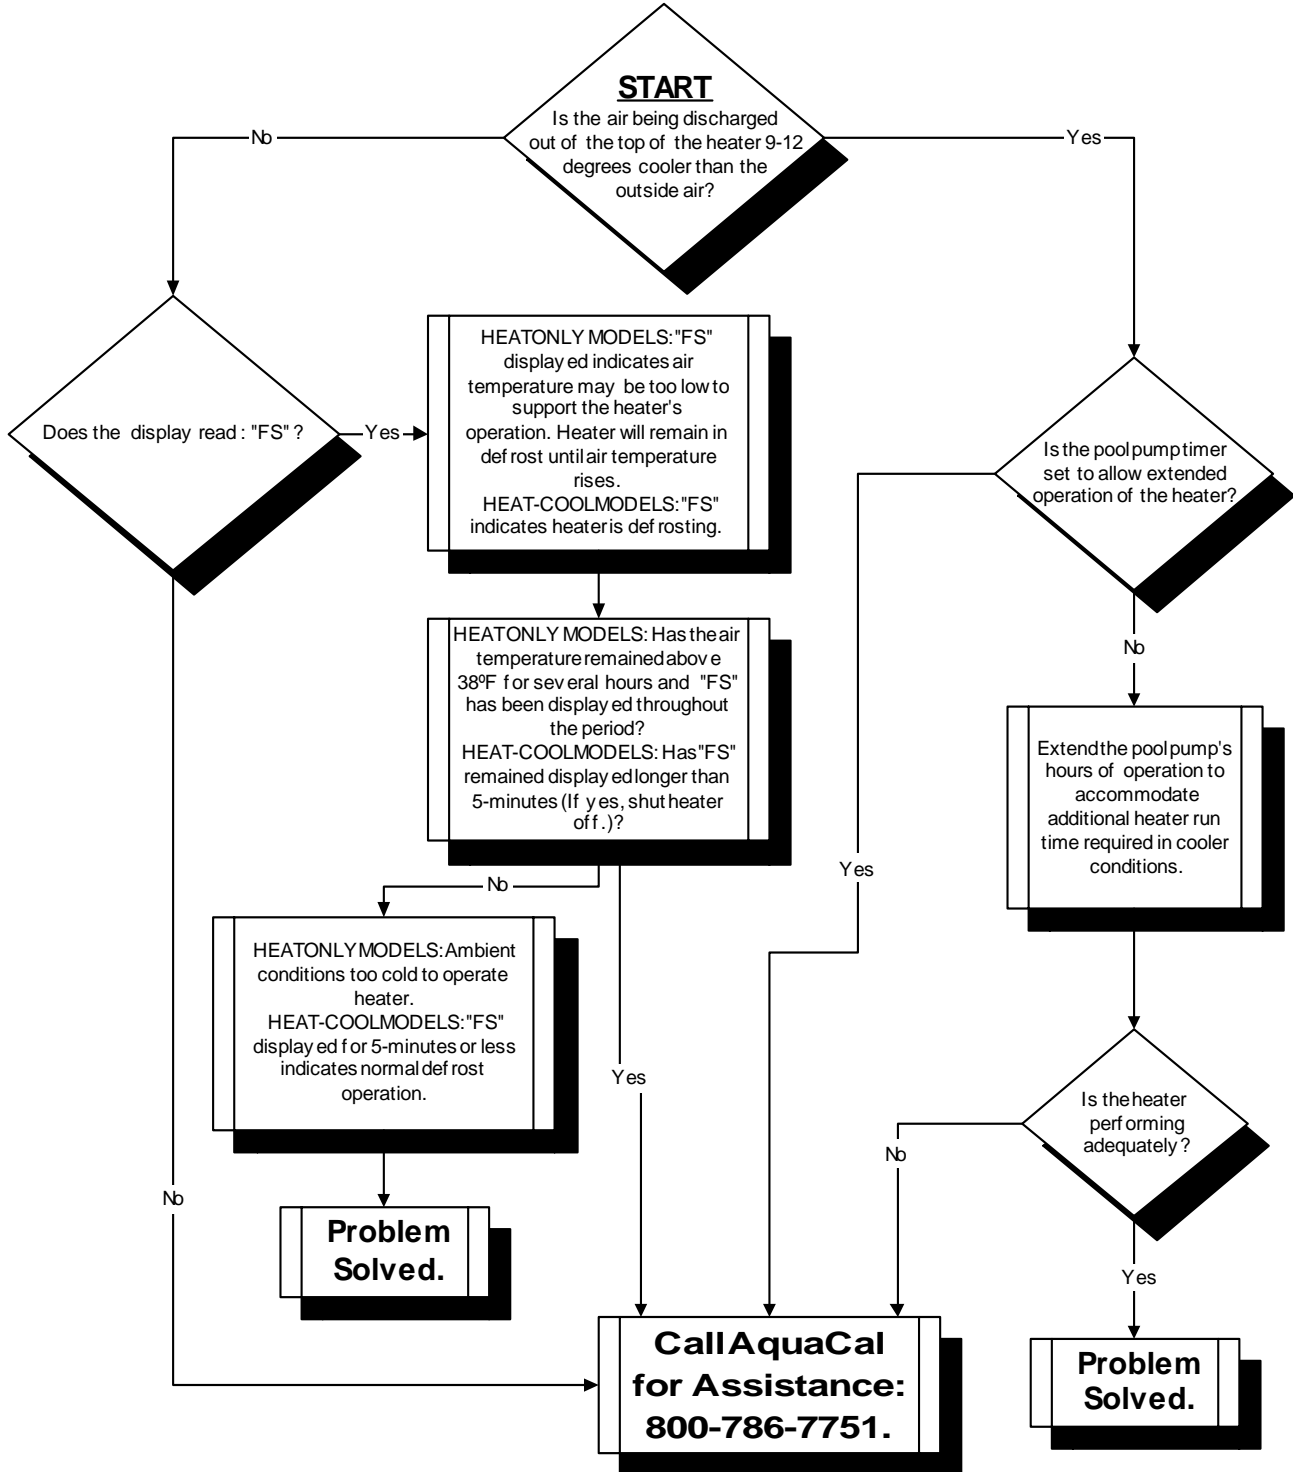 START
Is the air being discharged
out of the top of the heater 9-12
degrees cooler than the
outside air?
No
Yes
Does the display read: "FS"?
Yes
HEAT ONLY MODELS: "FS"
displayed indicates air
temperature may be too low to
support the heater's
operation. Heater will remain in
defrost until air temperature
rises.
HEAT-COOL MODELS: "FS"
indicates heater is defrosting.
Is the pool pump timer
set to allow extended
operation of the heater?
HEAT ONLY MODELS: Has the air
temperature remained above
38ºF for several hours and "FS"
has been displayed throughout
the period?
HEAT-COOL MODELS: Has "FS"
remained displayed longer than
5-minutes (If yes, shut heater
off.)?
No
Extend the pool pump's
hours of operation to
accommodate
additional heater run
time required in cooler
conditions.
Yes
No
HEAT ONLY MODELS: Ambient
conditions too cold to operate
heater.
HEAT-COOL MODELS: "FS"
displayed for 5-minutes or less
indicates normal defrost
operation.
Yes
Is the heater
performing
adequately?
No
No
Problem
Solved.
Yes
Call AquaCal
for Assistance:
800-786-7751.
Problem
Solved.